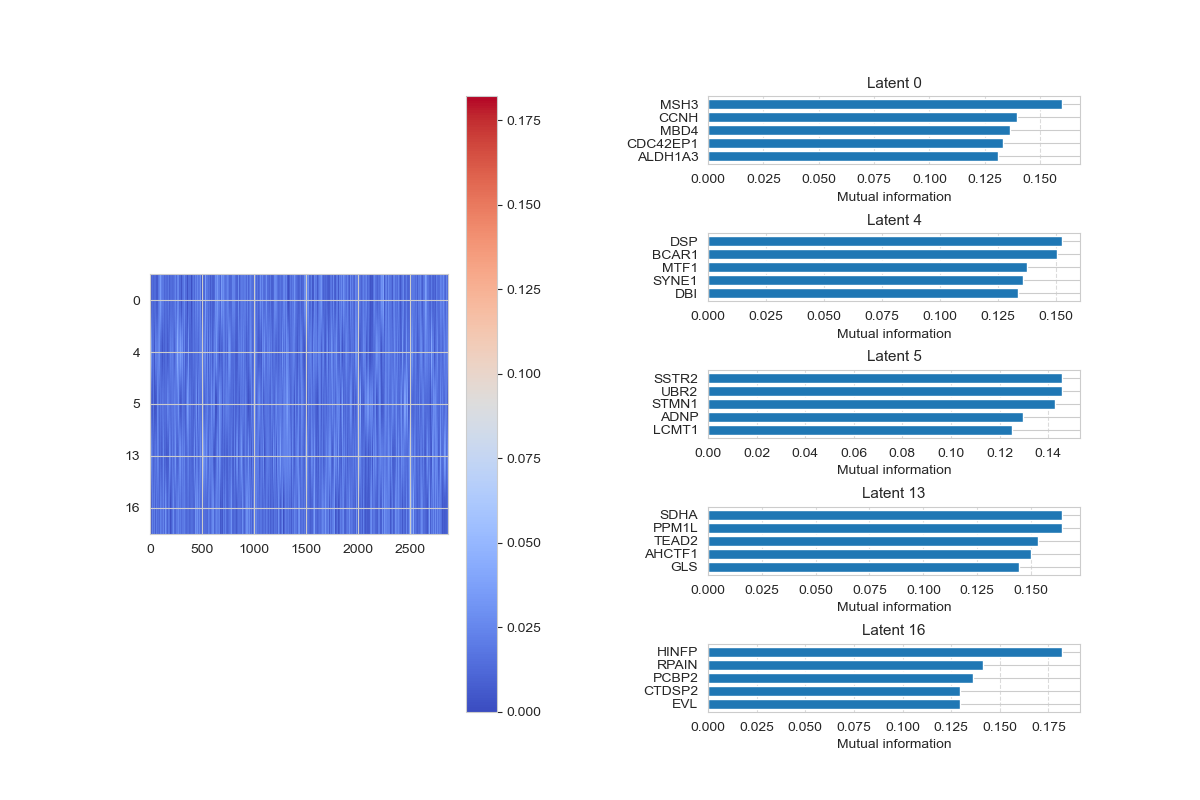 0
4
5
13
16
0 500 1000 1500 2000 2500
0.175
0.150
0.125
0.100
0.075
0.050
0.025
0.000
Latent 0
MSH3
CCNH
MBD4
CDC42EP1
ALDH1A3
0.000 0.025 0.050 0.075 0.100 0.125 0.150
Mutual information
Latent 4
DSP
BCAR1
MTF1
SYNE1
DBI
0.000 0.025 0.050 0.075 0.100 0.125 0.150
Mutual information
Latent 5
SSTR2
UBR2
STMN1
ADNP
LCMT1
0.00 0.02 0.04 0.06 0.08 0.10 0.12 0.14
Mutual information
Latent 13
SDHA
PPM1L
TEAD2
AHCTF1
GLS
0.000 0.025 0.050 0.075 0.100 0.125 0.150
Mutual information
Latent 16
HINFP
RPAIN
PCBP2
CTDSP2
EVL
0.000 0.025 0.050 0.075 0.100 0.125 0.150 0.175
Mutual information